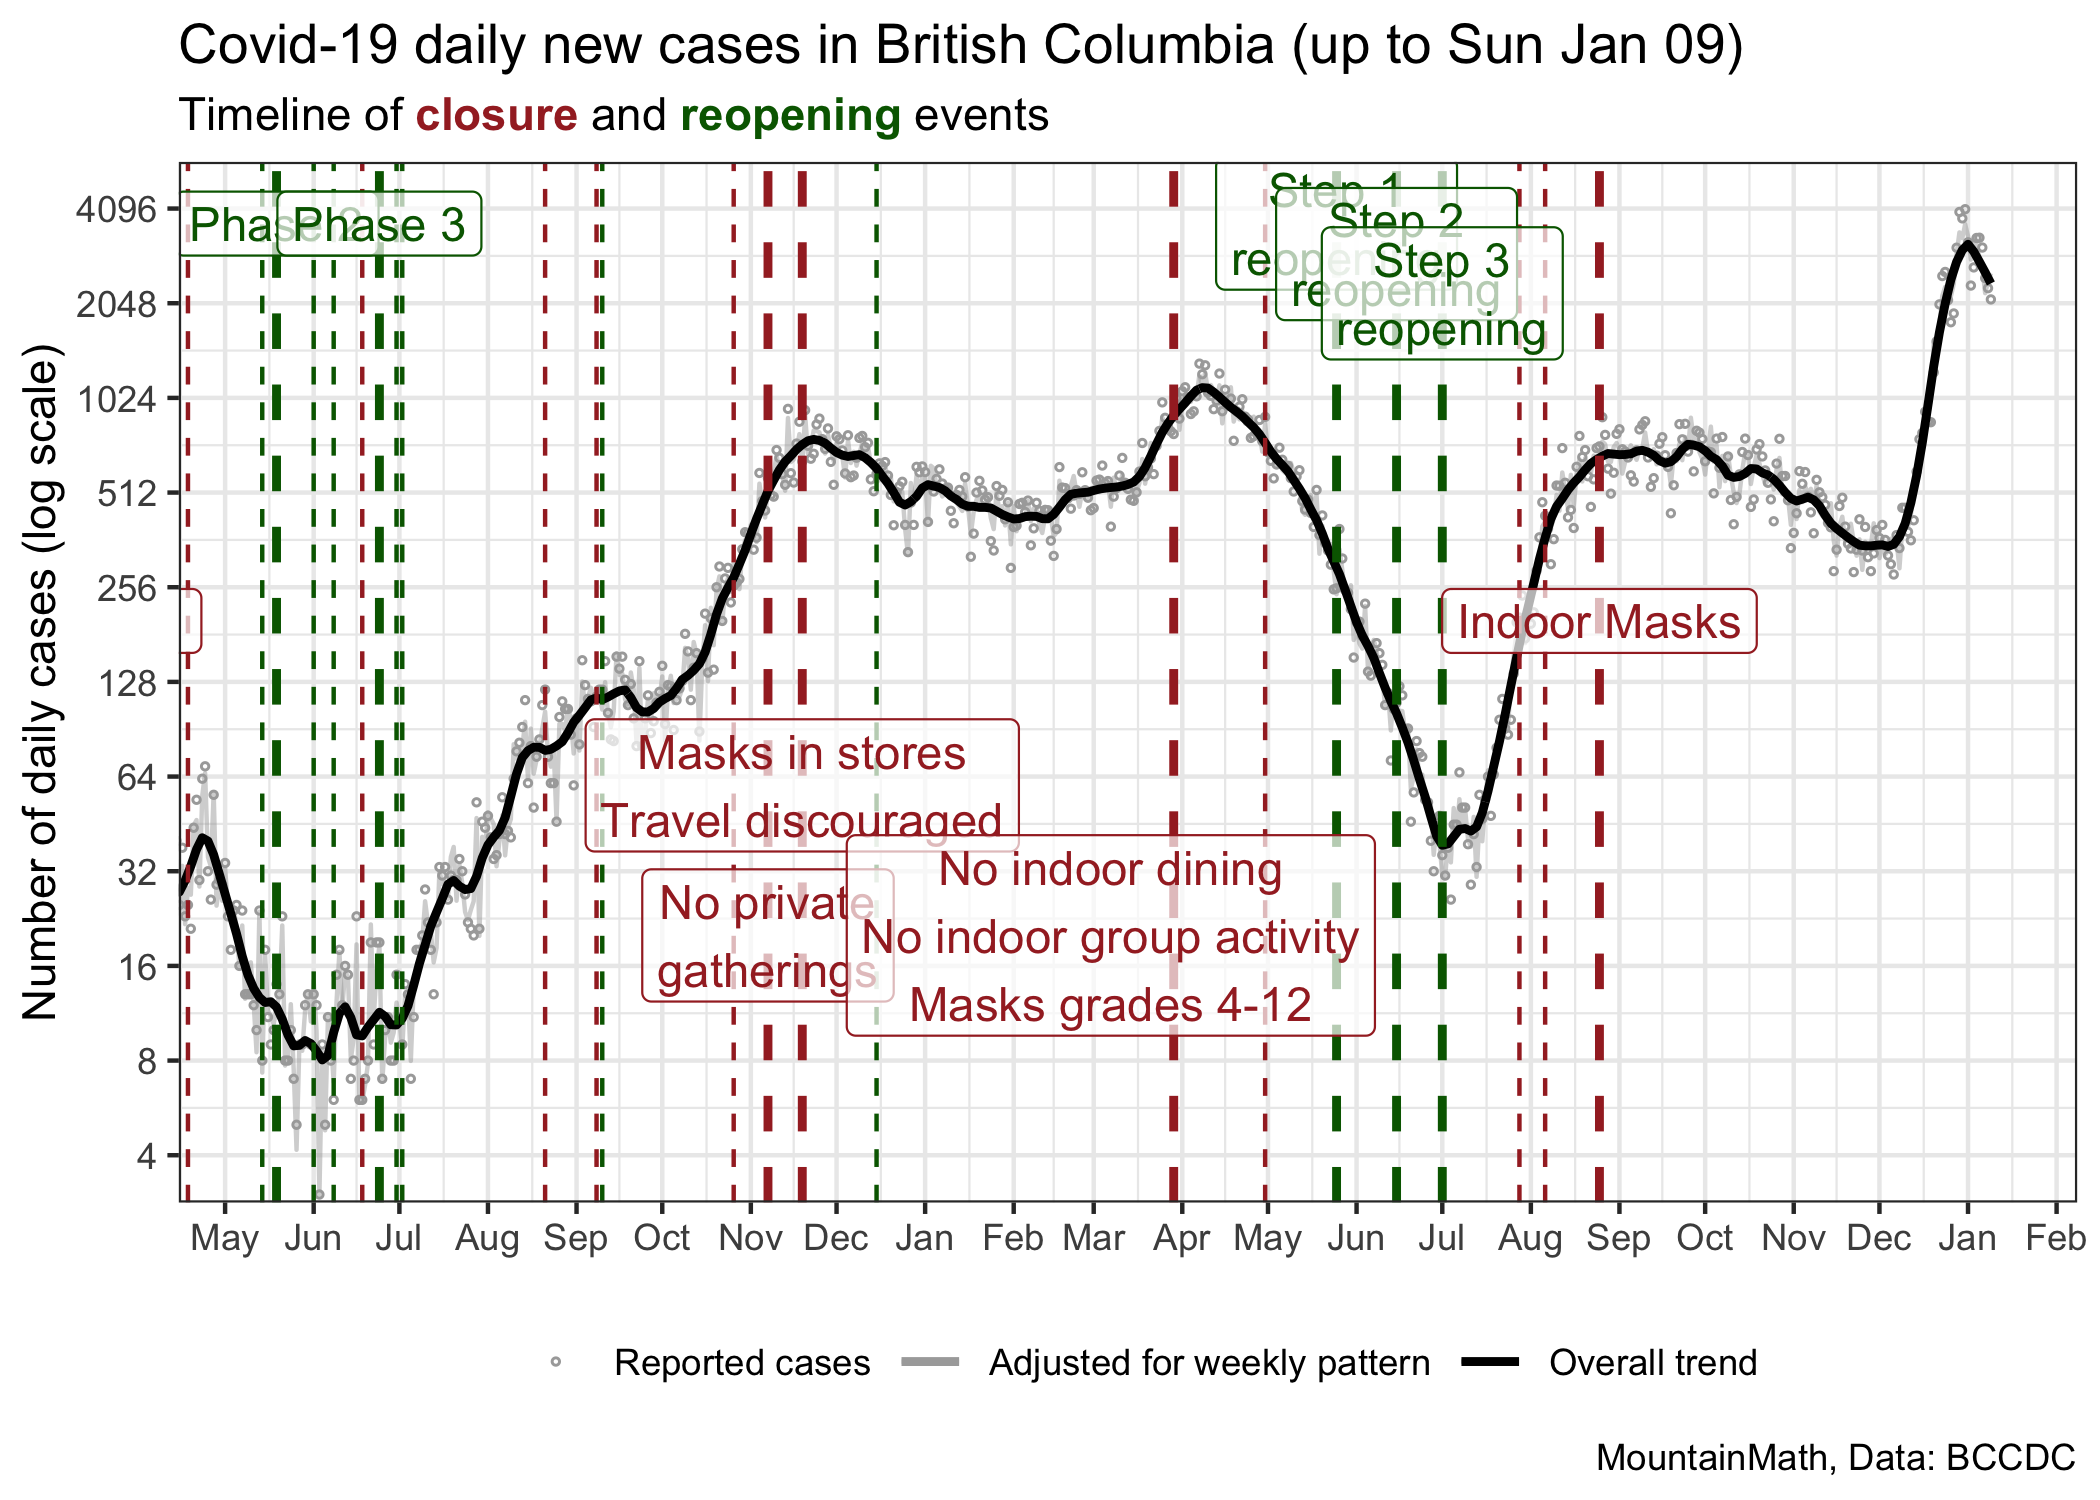 Covid-19 daily new cases in British Columbia (up to Sun Jan 09)
Timeline of closure and reopening events
Number of daily cases (log scale)
4096
2048
1024
512
256
128
64
32
16
8
4
Phase 2
Phase 3
Step 1
reopening
Step 2
reopening
Step 3
reopening
Indoor Masks
Masks in stores
Travel discouraged
No private
gatherings
No indoor dining
No indoor group activity
Masks grades 4-12
May Jun Jul Aug Sep Oct Nov Dec Jan Feb Mar Apr May Jun Jul Aug Sep Oct Nov Dec Jan Feb
Reported cases Adjusted for weekly pattern Overall trend
MountainMath, Data: BCCDC